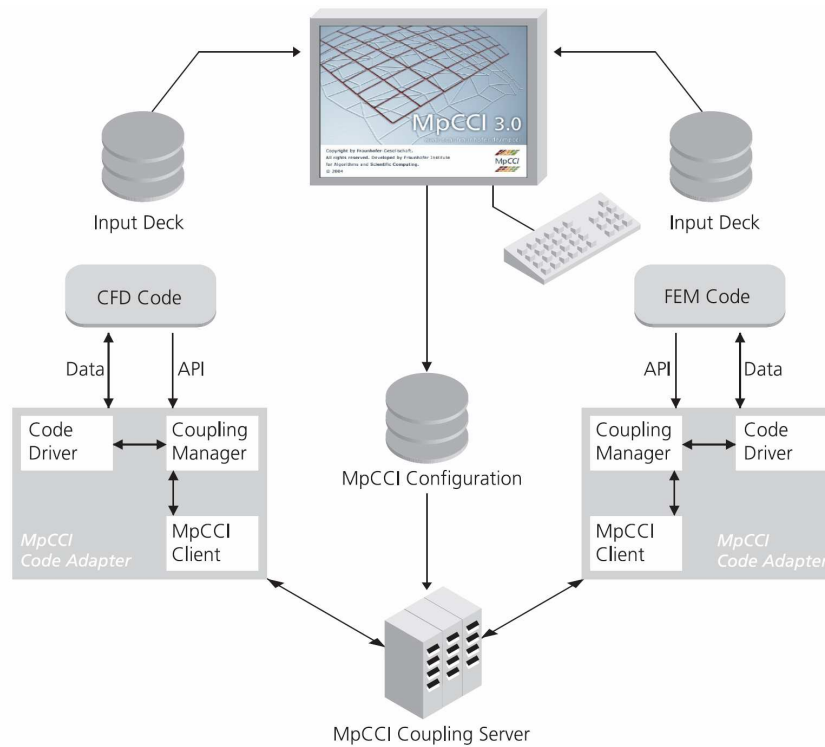 MpCCI 3.0
Copyright by Fraunhofer Gesellschaft.
All rights reserved. Developed by Fraunhofer Institute
for Algorithms and Scientific Computing.
© 2004
MpCCI
Input Deck
Input Deck
CFD Code
FEM Code
Data
API
API
Data
Code
Driver
Coupling
Manager
MpCCI
Client
MpCCI
Code Adapter
MpCCI Configuration
Coupling
Manager
Code
Driver
MpCCI
Client
MpCCI
Code Adapter
MpCCI Coupling Server